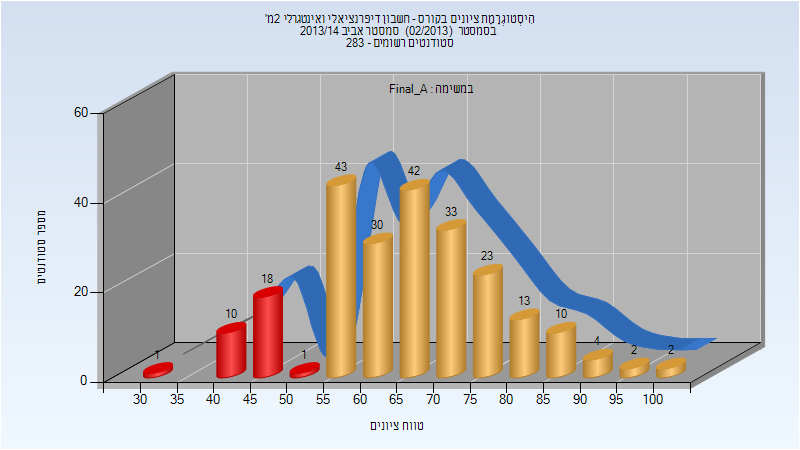 היסטוגרמת ציונים בקורס - חשבון דיפרנציאלי ואינטגרלי 2מ'
בסמסטר (02/2013) סמסטר אביב 2013/14
סטודנטים רשומים - 283
במשימה : Final_A
מספר סטודנטים
60
40
20
0
1
10
18
1
43
30
42
33
23
13
10
4
2
2
30 35 40 45 50 55 60 65 70 75 80 85 90 95 100
טווח ציונים